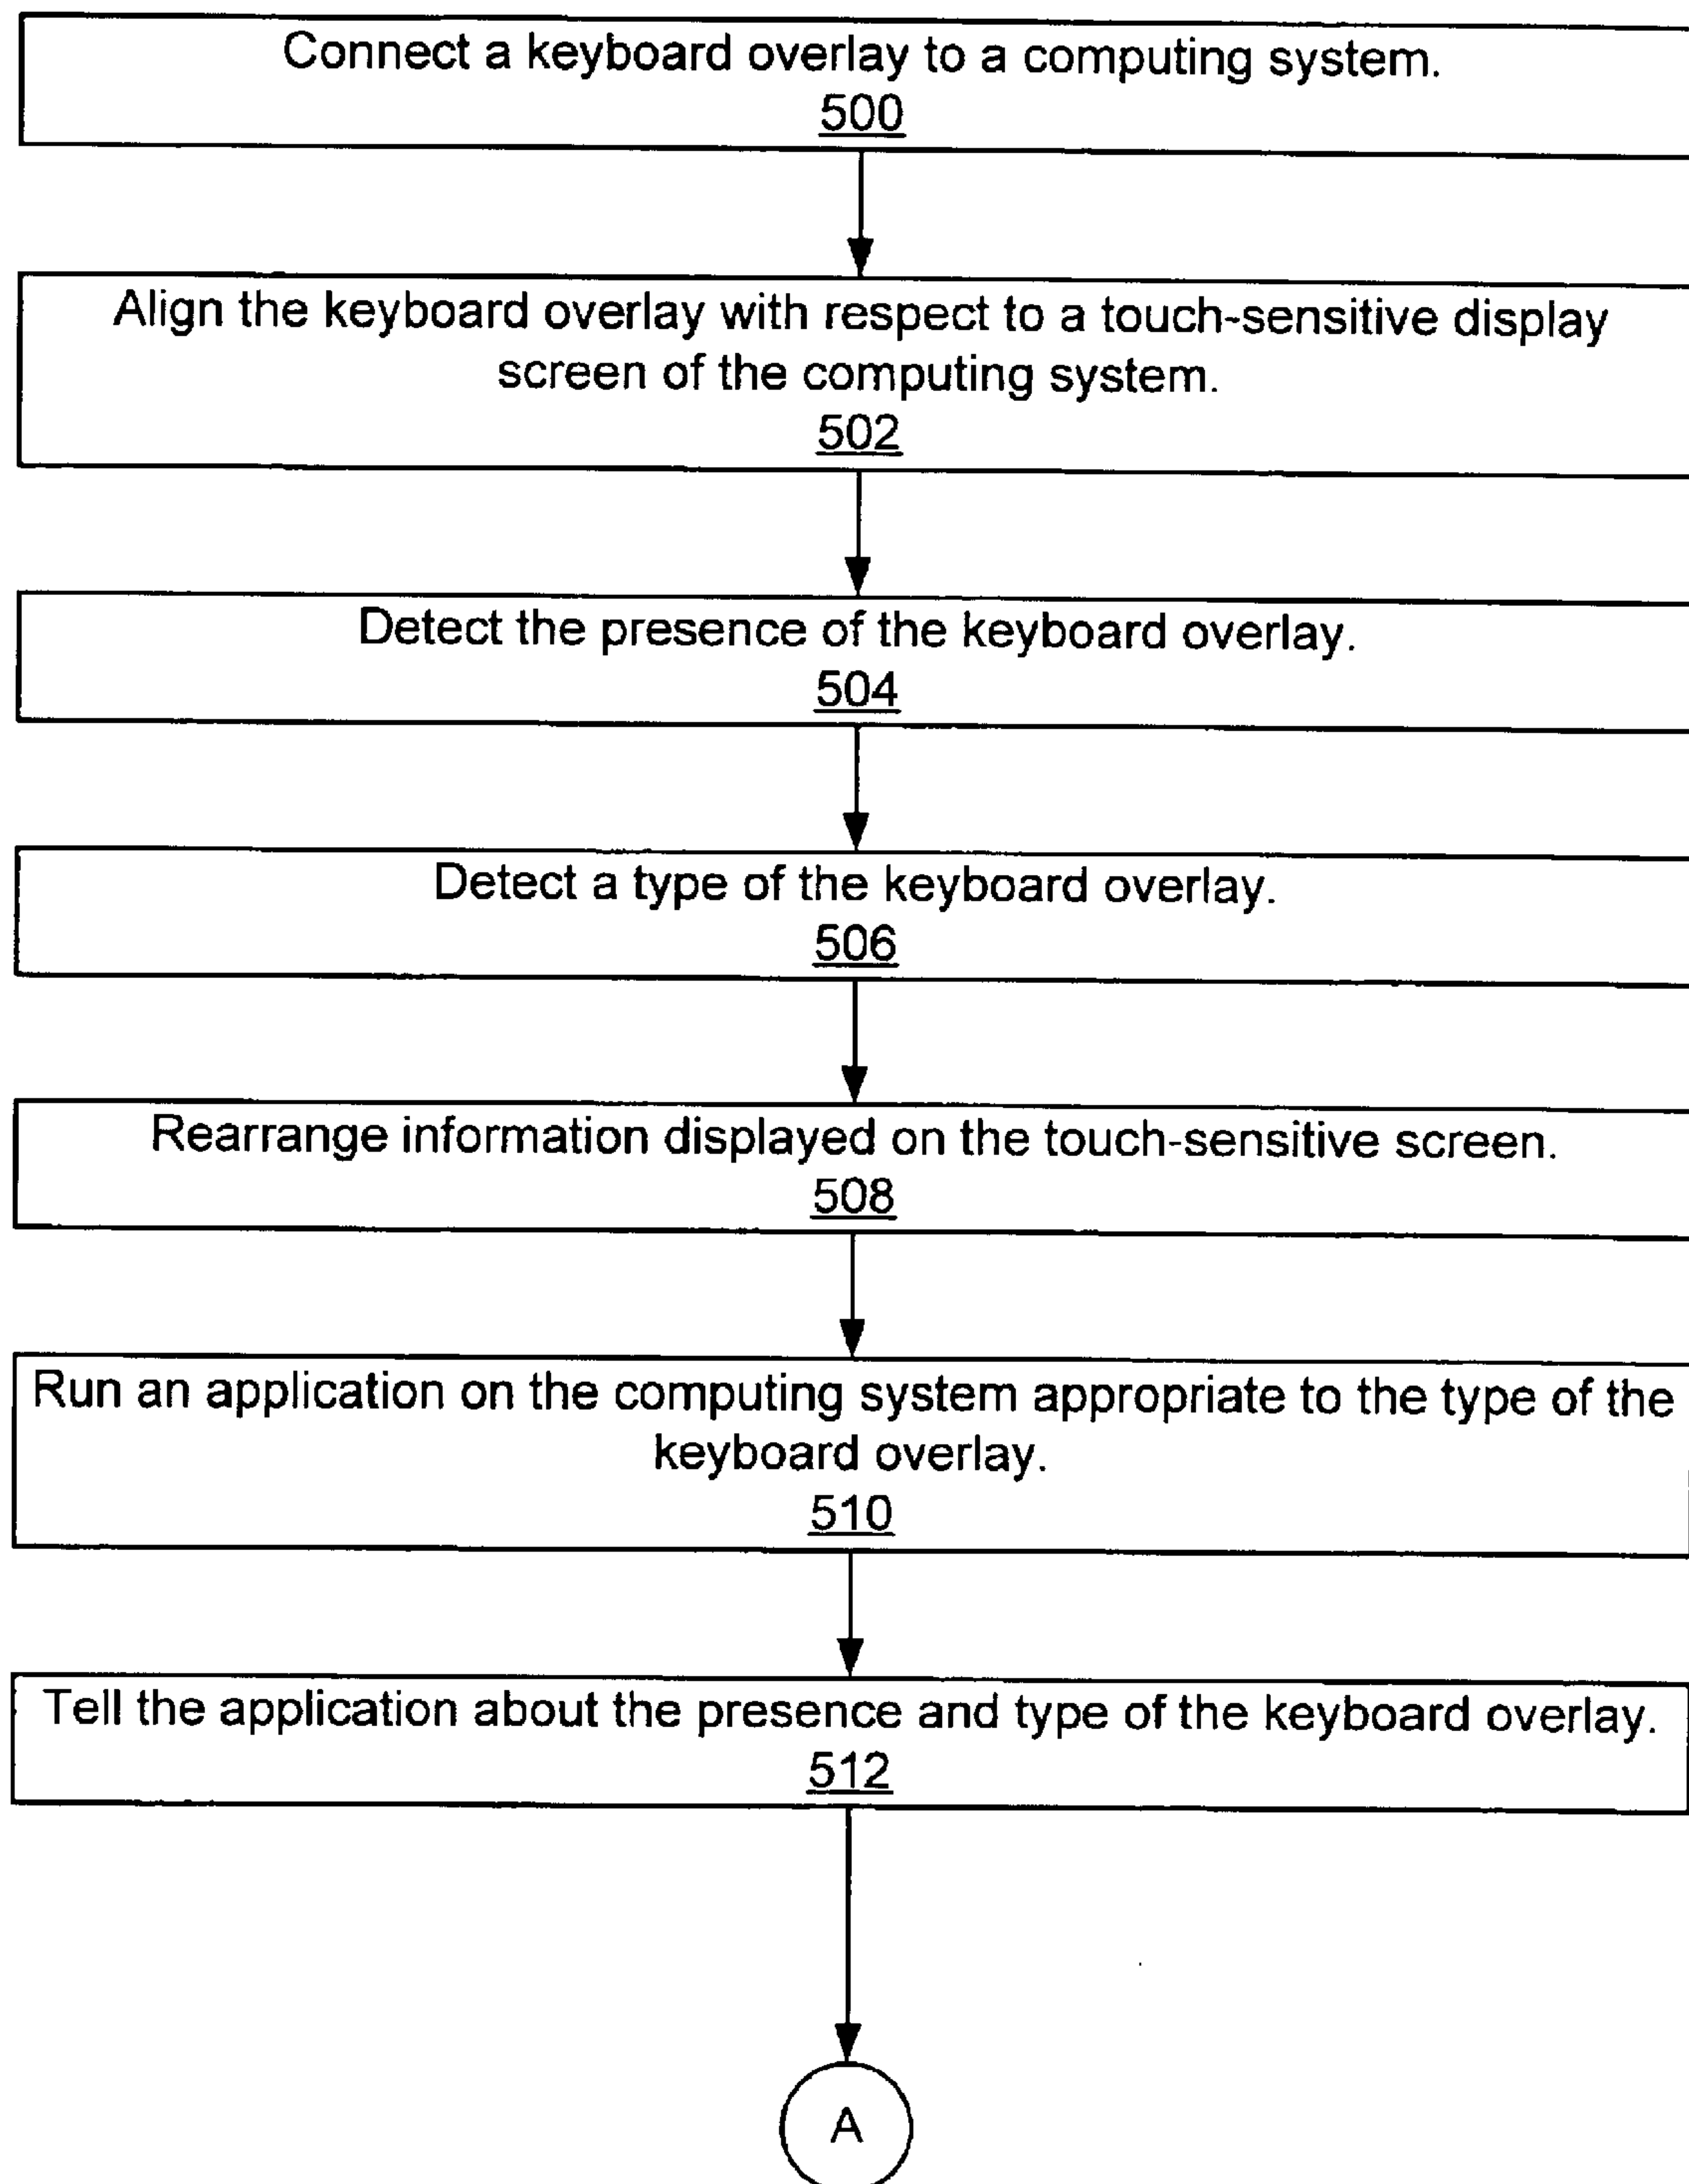 Connect a keyboard overlay to a computing system.
500
Align the keyboard overlay with respect to a touch-sensitive display
screen of the computing system.
502
Detect the presence of the keyboard overlay.
504
Detect a type of the keyboard overlay.
506
Rearrange information displayed on the touch-sensitive screen.
508
Run an application on the computing system appropriate to the type of the
keyboard overlay.
510
Tell the application about the presence and type of the keyboard overlay.
512
A